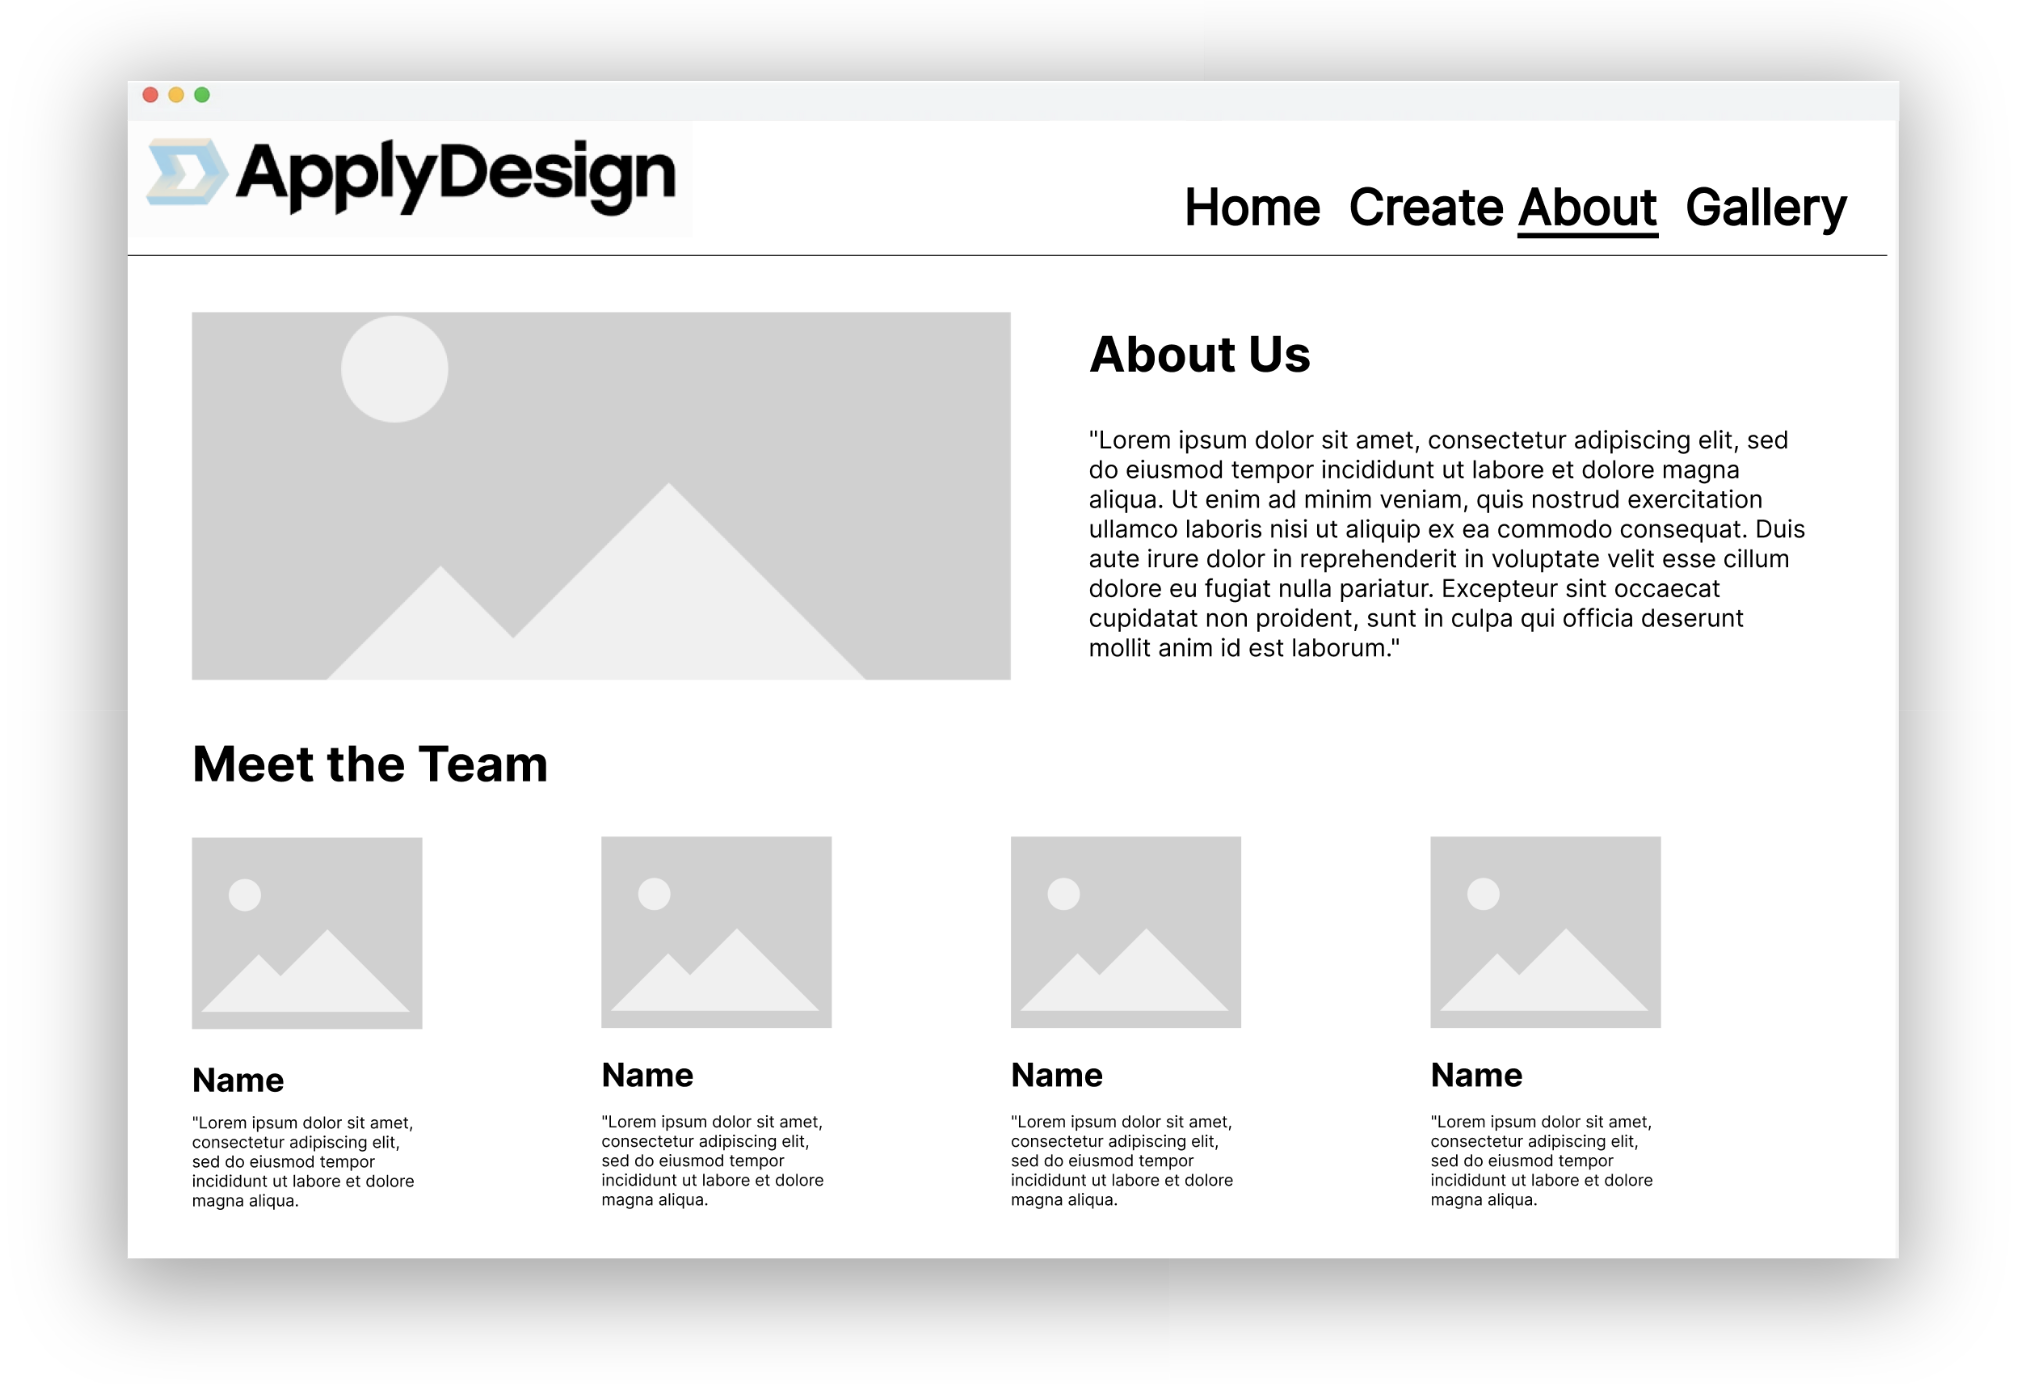 ApplyDesign
Home Create About Gallery
About Us
"Lorem ipsum dolor sit amet, consectetur adipiscing elit, sed
do eiusmod tempor incididunt ut labore et dolore magna
aliqua. Ut enim ad minim veniam, quis nostrud exercitation
ullamco laboris nisi ut aliquip ex ea commodo consequat. Duis
aute irure dolor in reprehenderit in voluptate velit esse cillum
dolore eu fugiat nulla pariatur. Excepteur sint occaecat
cupidatat non proident, sunt in culpa qui officia deserunt
mollit anim id est laborum."
Meet the Team
Name
"Lorem ipsum dolor sit amet,
consectetur adipiscing elit,
sed do eiusmod tempor
incididunt ut labore et dolore
magna aliqua.
Name
"Lorem ipsum dolor sit amet,
consectetur adipiscing elit,
sed do eiusmod tempor
incididunt ut labore et dolore
magna aliqua.
Name
"Lorem ipsum dolor sit amet,
consectetur adipiscing elit,
sed do eiusmod tempor
incididunt ut labore et dolore
magna aliqua.
Name
"Lorem ipsum dolor sit amet,
consectetur adipiscing elit,
sed do eiusmod tempor
incididunt ut labore et dolore
magna aliqua.